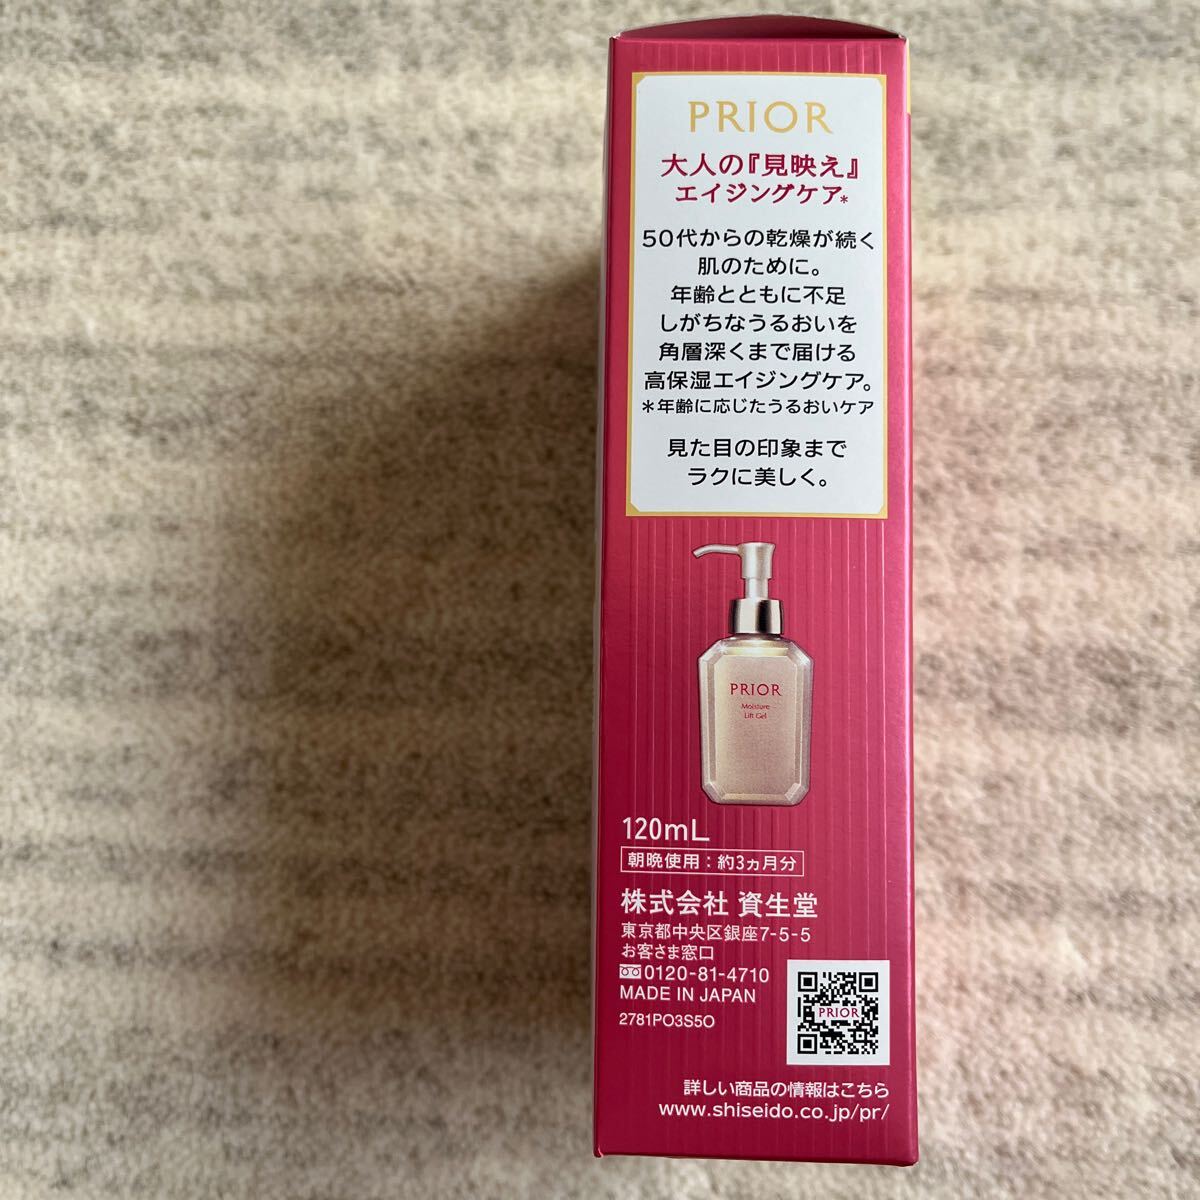 PRIOR
大人の『見映え』
エイジングケア*
50代からの乾燥が続く
肌のために。
年齢とともに不足
しがちなうるおいを
角層深くまで届ける
高保湿エイジングケア。
＊年齢に応じたうるおいケア
見た目の印象まで
ラクに美しく。
PRIOR
Moisture
Lift Gel
120mL
朝晩使用：約3ヵ月分
株式会社 資生堂
東京都中央区銀座7-5-5
お客さま窓口
0120-81-4710
MADE IN JAPAN
2781PO3S5O
PRIOR
詳しい商品の情報はこちら
www.shiseido.co.jp/pr/